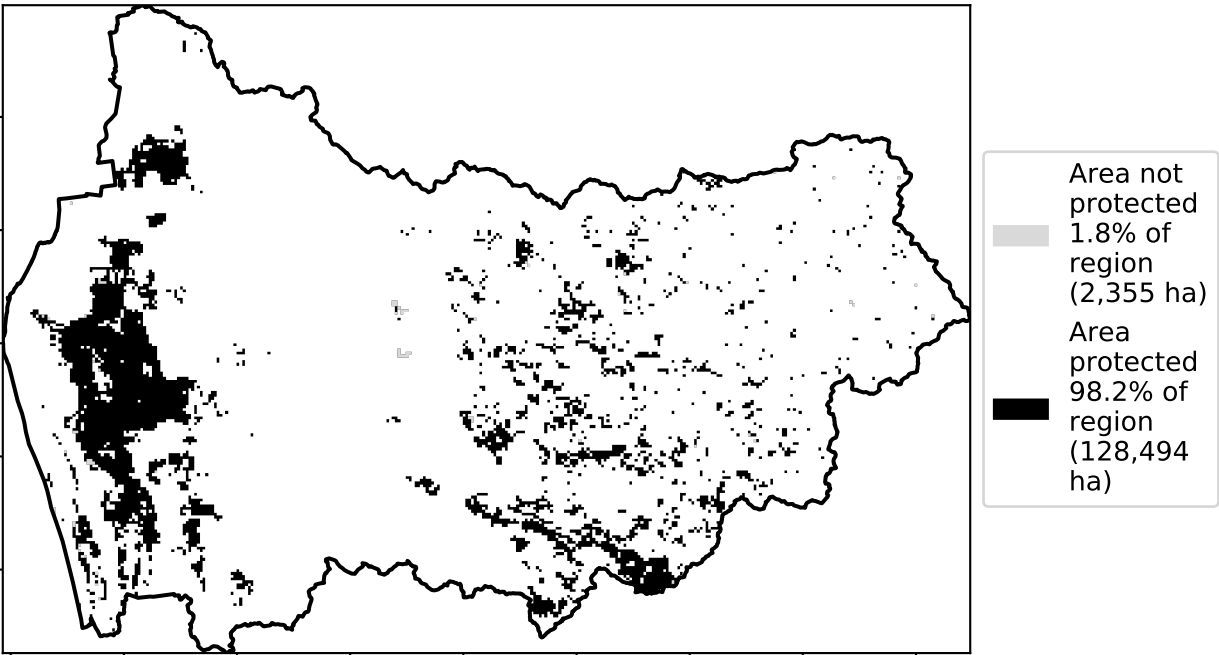 Area not
protected
1.8% of
region
(2,355 ha)
Area
protected
98.2% of
region
(128,494
ha)